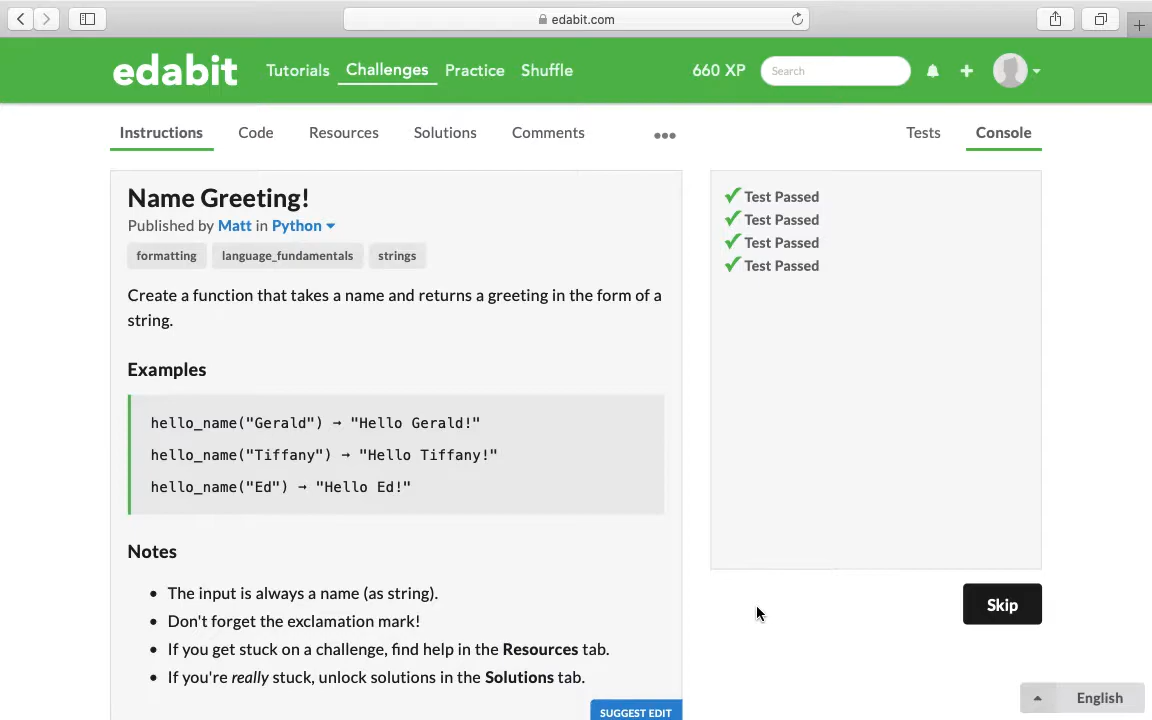 edabit.com
edabit Tutorials Challenges Practice Shuffle 660 XP Search
Instructions Code Resources Solutions Comments Tests Console
Name Greeting!
Published by Matt in Python
formatting language_fundamentals strings
Create a function that takes a name and returns a greeting in the form of a
string.
Examples
hello_name("Gerald") → "Hello Gerald!"
hello_name("Tiffany") → "Hello Tiffany!"
hello_name("Ed") → "Hello Ed!"
Notes
• The input is always a name (as string).
• Don't forget the exclamation mark!
• If you get stuck on a challenge, find help in the Resources tab.
• If you're really stuck, unlock solutions in the Solutions tab.
SUGGEST EDIT
Test Passed
Test Passed
Test Passed
Test Passed
Skip
English